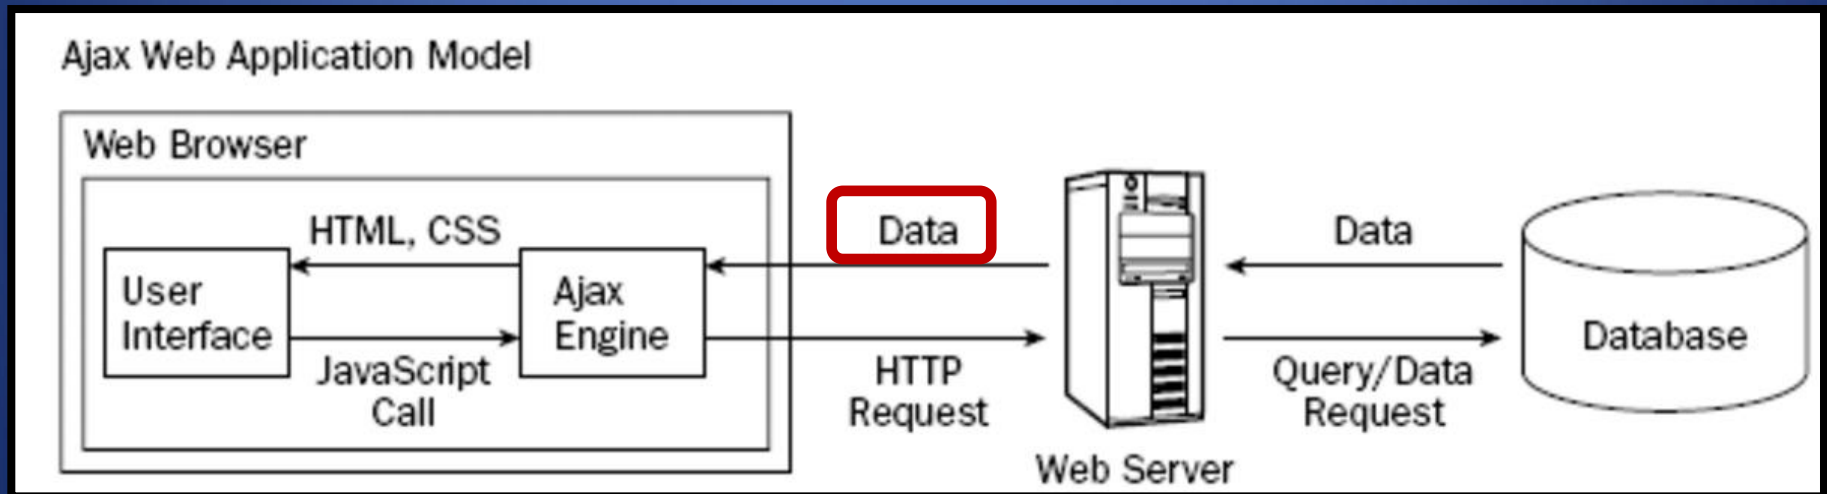 Ajax Web Application Model
Web Browser
HTML, CSS
Data
Data
User
Interface
Ajax
Engine
Database
JavaScript
Call
HTTP
Request
Query/Data
Request
Web Server